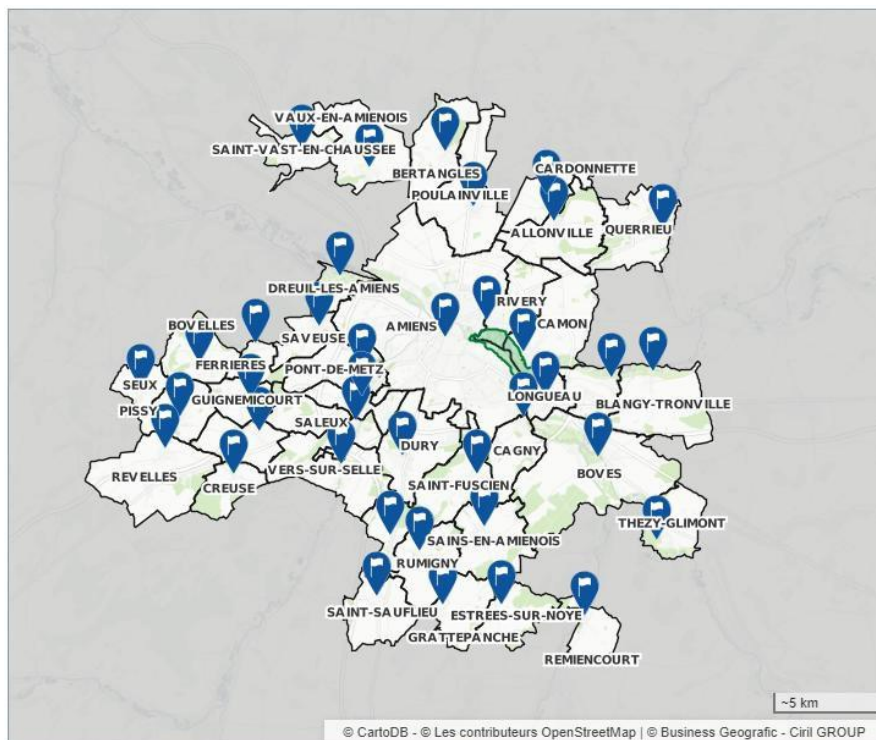 VAUX-EN-AMIENOIS
SAINT-VAST-EN-CHAUSSEE
BERTANGLES
CARDONNETTE
POULAINVILLE
ALLONVILLE
QUERRIEU
DREUIL-LES-AMIENS
RIVERY
BOVELLES
AMIENS
CAMON
SAVEUSE
FERRIERES
PONT-DE-METZ
SEUX
GUIGNEMICOURT
LONGUEAU
BLANGY-TRONVILLE
PISSY
SALEUX
DURY
CAGNY
REVELLES
VERS-SUR-SELLE
BOVES
CREUSE
SAINT-FUSCIEN
THEZY-GLIMONT
SAINS-EN-AMIENOIS
RUMIGNY
SAINT-SAUFLIEU
ESTREES-SUR-NOYE
GRATTEPANCHE
REMIENCOURT
~5 km
© CartoDB - © Les contributeurs OpenStreetMap | © Business Geografic - Ciril GROUP